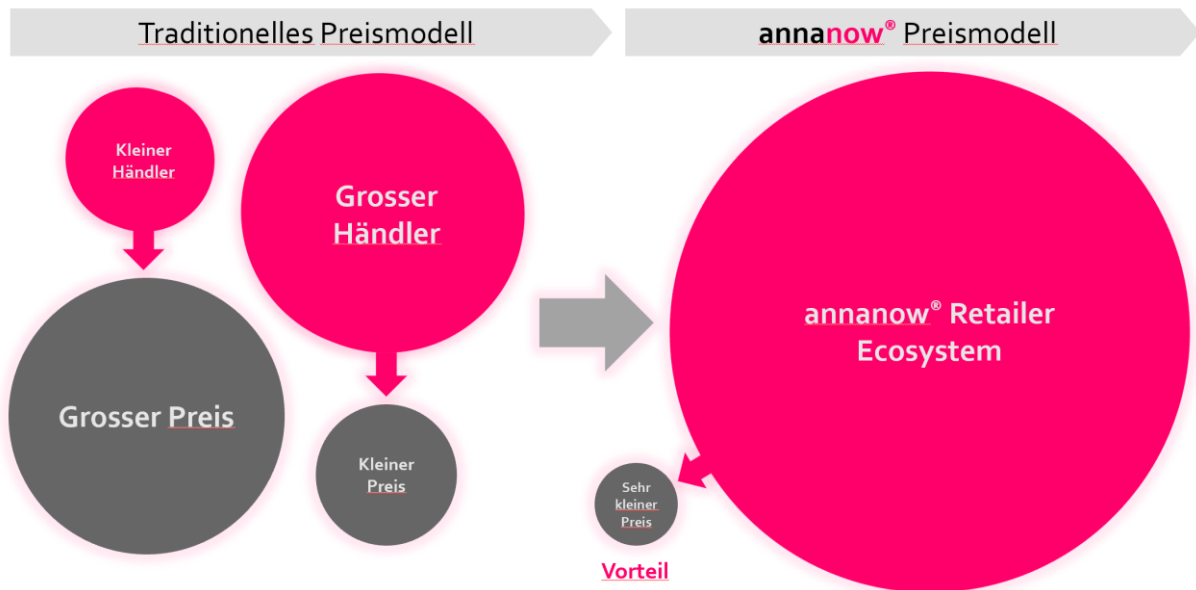 Traditionelles Preismodell
annanow® Preismodell
Kleiner
Händler
Grosser
Händler
Grosser Preis
Kleiner
Preis
annanow® Retailer
Ecosystem
Sehr
kleiner
Preis
Vorteil